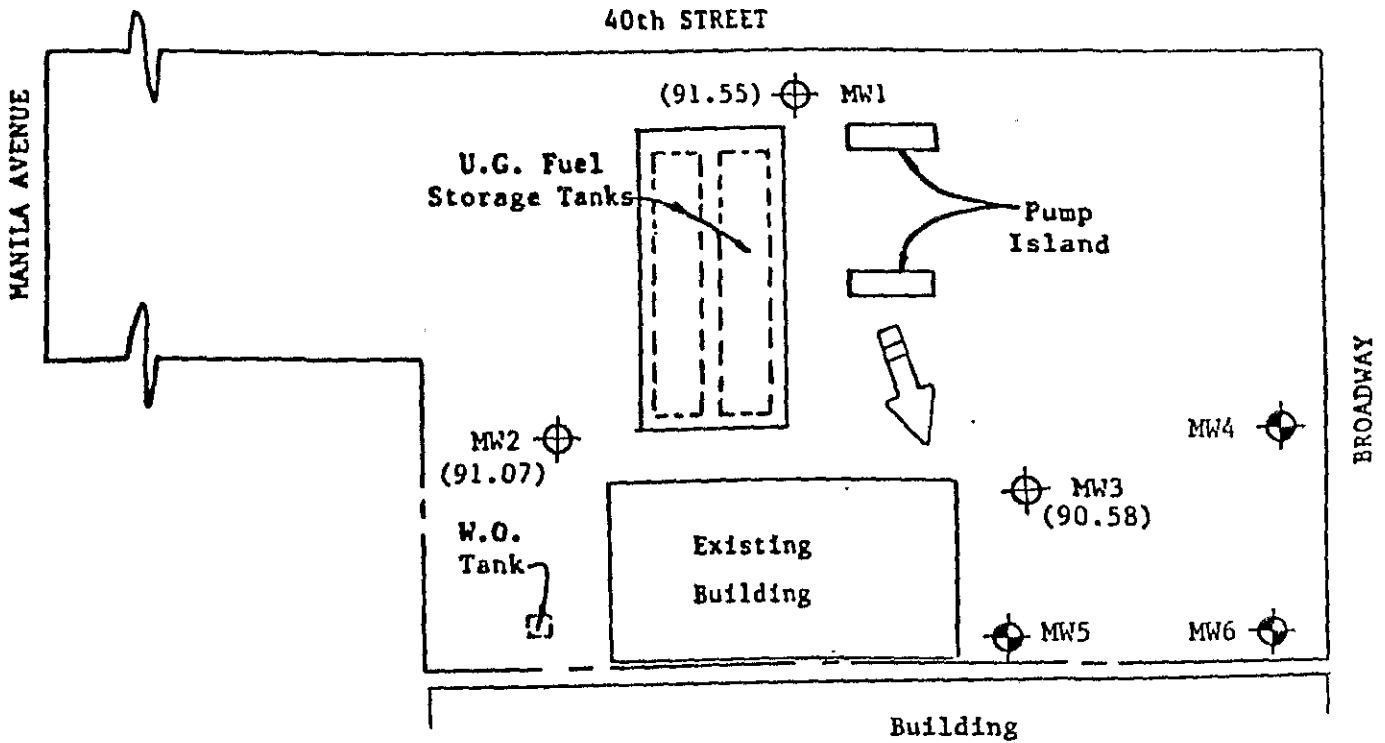 40th STREET
MANILA AVENUE
(91.55)
MW1
U.G. Fuel
Storage Tanks
Pump
Island
BROADWAY
MW2
(91.07)
MW4
MW3
(90.58)
W.O.
Tank
Existing
Building
MW5
MW6
Building